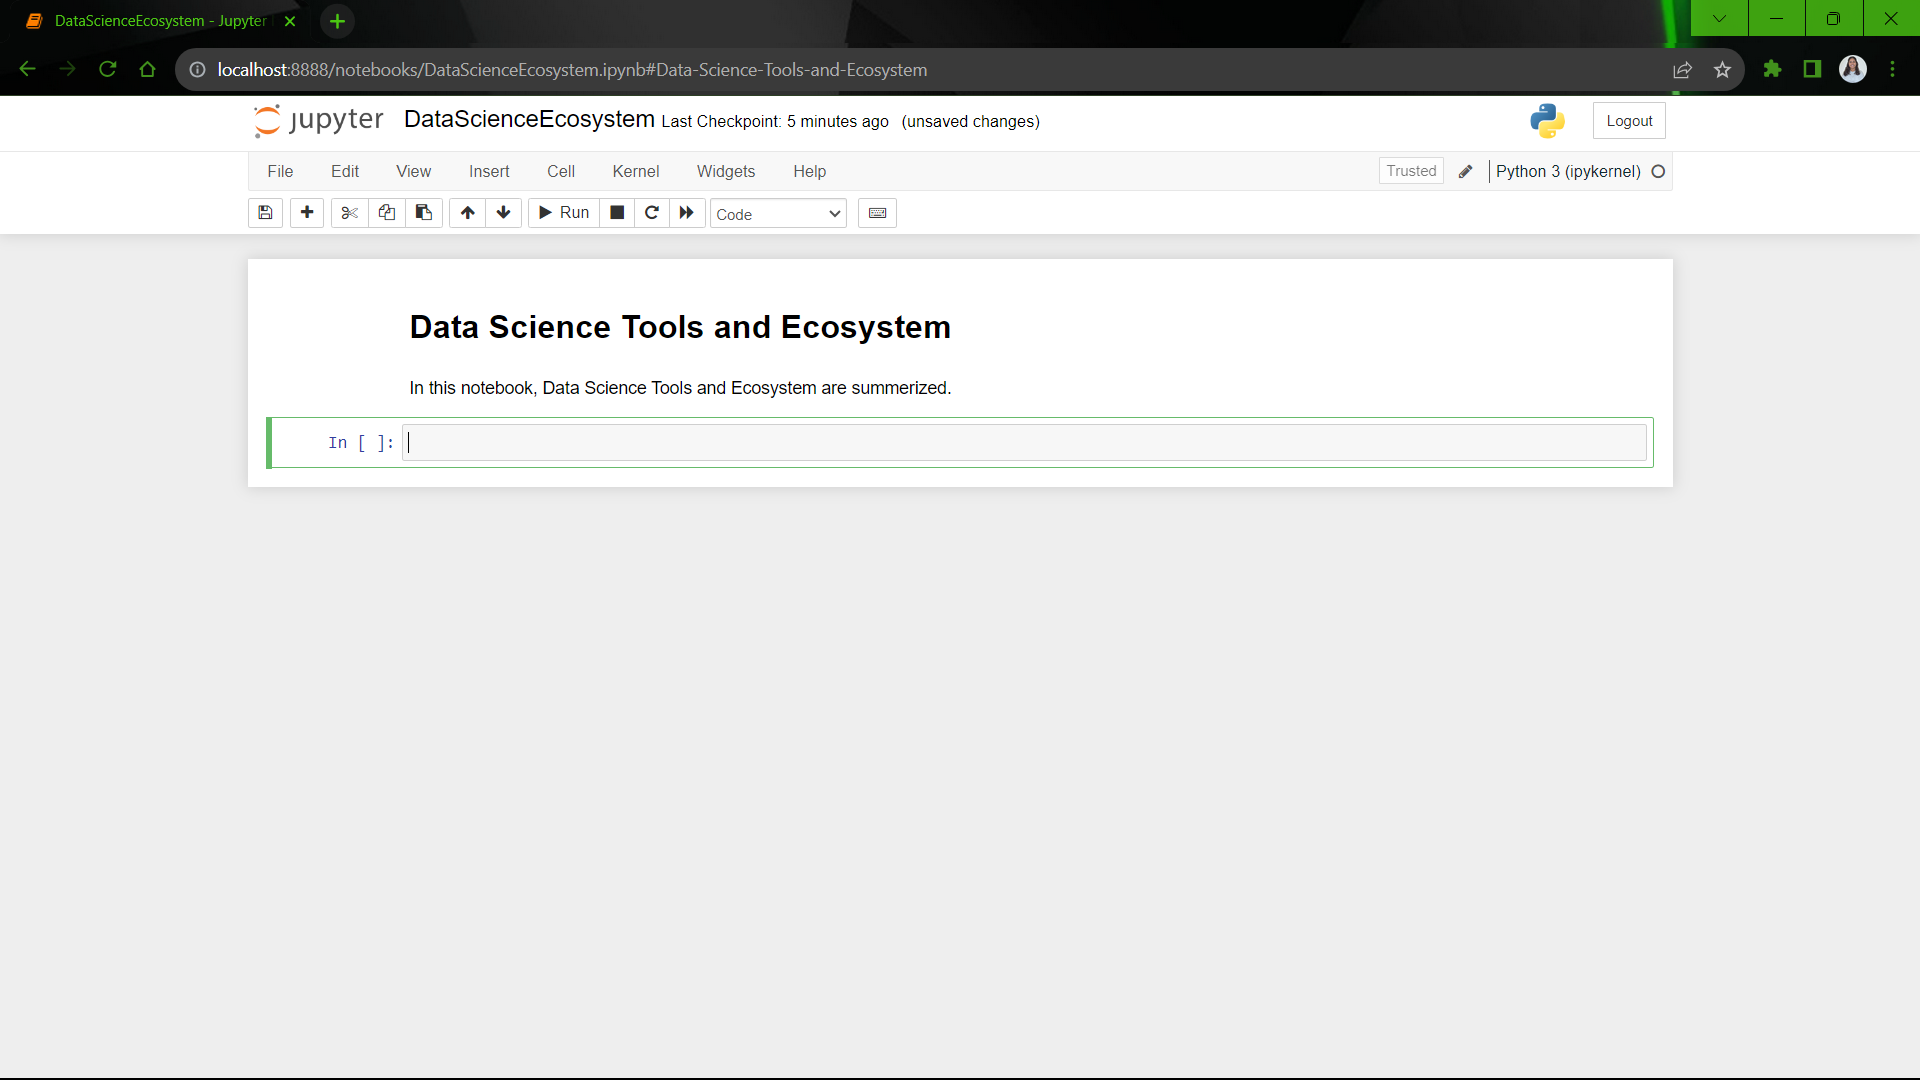 DataScienceEcosystem - Jupyter
localhost:8888/notebooks/DataScienceEcosystem.ipynb#Data-Science-Tools-and-Ecosystem
jupyter DataScienceEcosystem Last Checkpoint: 5 minutes ago (unsaved changes) Logout
File Edit View Insert Cell Kernel Widgets Help Trusted Python 3 (ipykernel)
Run Code
Data Science Tools and Ecosystem
In this notebook, Data Science Tools and Ecosystem are summerized.
In [ ]: